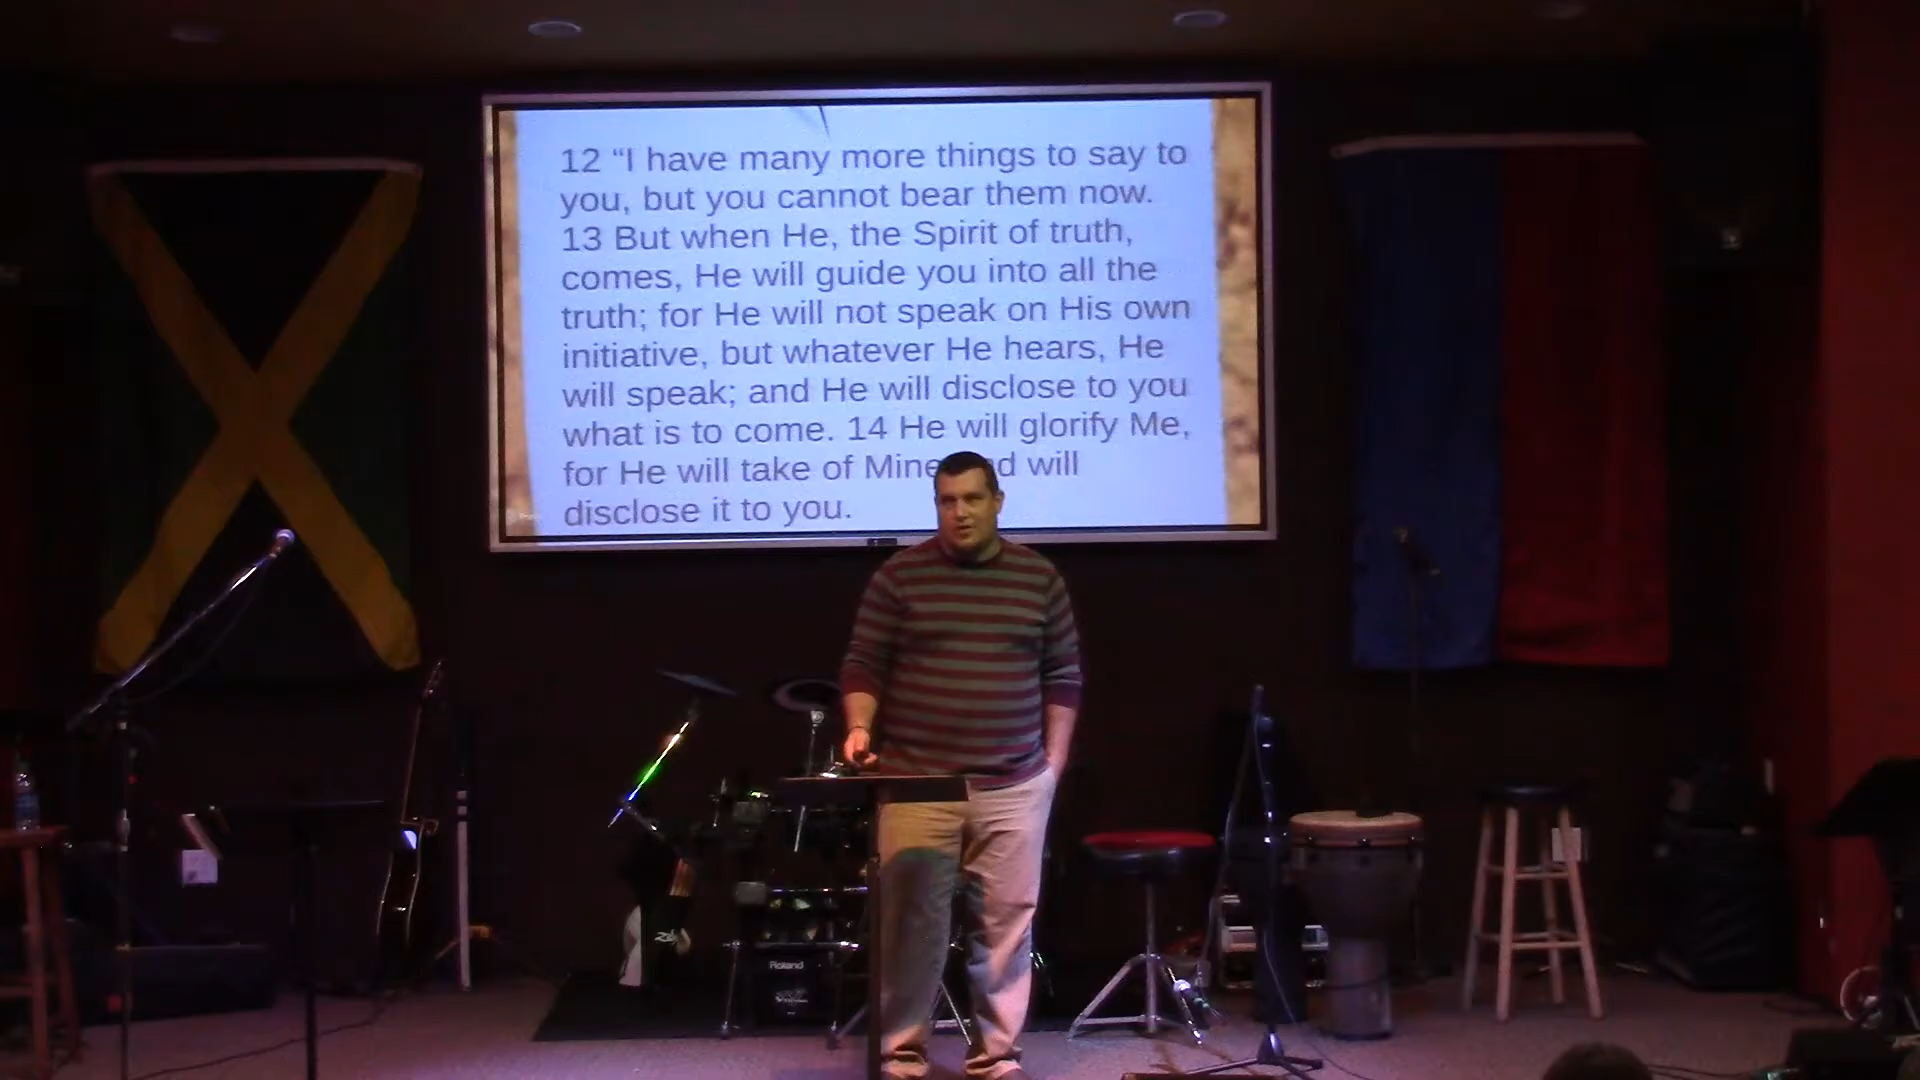 12 “I have many more things to say to
you, but you cannot bear them now.
13 But when He, the Spirit of truth,
comes, He will guide you into all the
truth; for He will not speak on His own
initiative, but whatever He hears, He
will speak; and He will disclose to you
what is to come. 14 He will glorify Me,
for He will take of Mine d will
disclose it to you.
Roland